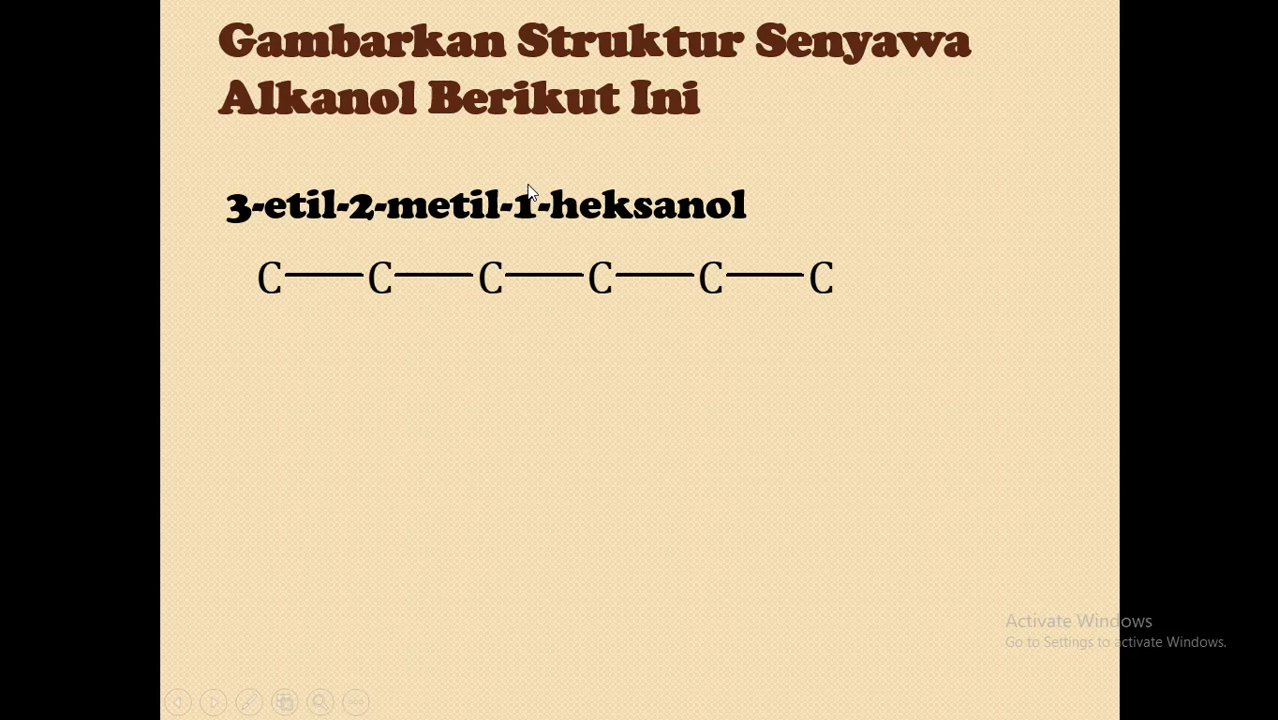 Gambarkan Struktur Senyawa
Alkanol Berikut Ini
3-etil-2-metil-1-heksanol
C C C C C C
Activate Windows
Go to Settings to activate Windows.